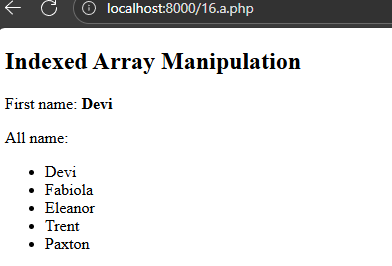 localhost:8000/16.a.php
Indexed Array Manipulation
First name: Devi
All name:
Devi
Fabiola
Eleanor
Trent
Paxton